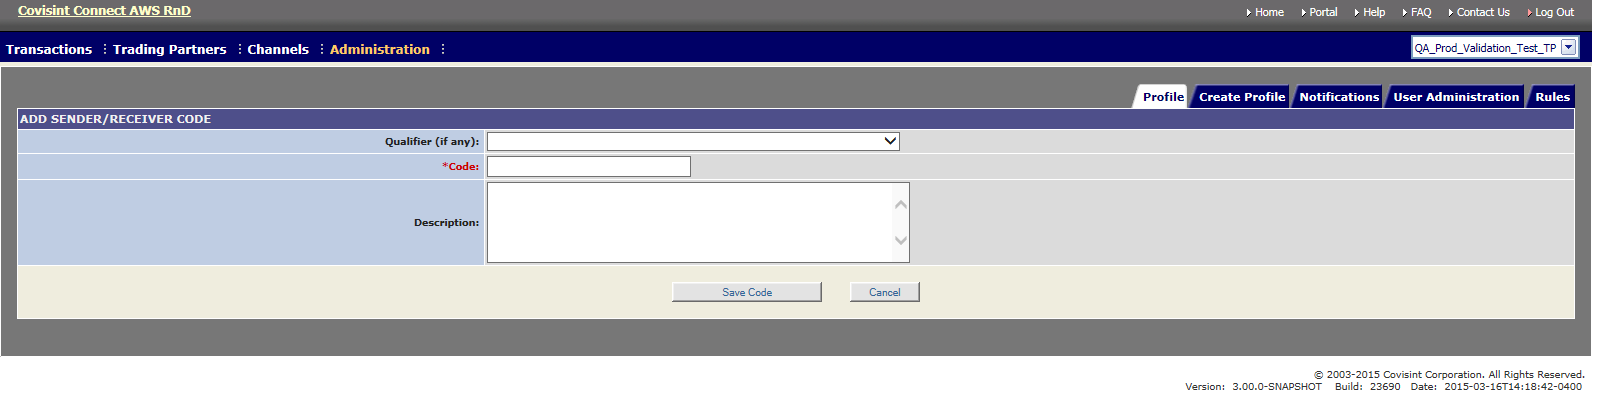 Covisint Connect AWS RnD
Home Portal Help FAQ Contact Us Log Out
Transactions Trading Partners Channels Administration
QA_Prod_Validation_Test_TP
Profile Create Profile Notifications User Administration Rules
ADD SENDER/RECEIVER CODE
Qualifier (if any):
*Code:
Description:
Save Code Cancel
© 2003-2015 Covisint Corporation. All Rights Reserved.
Version: 3.00.0-SNAPSHOT Build: 23690 Date: 2015-03-16T14:18:42-0400